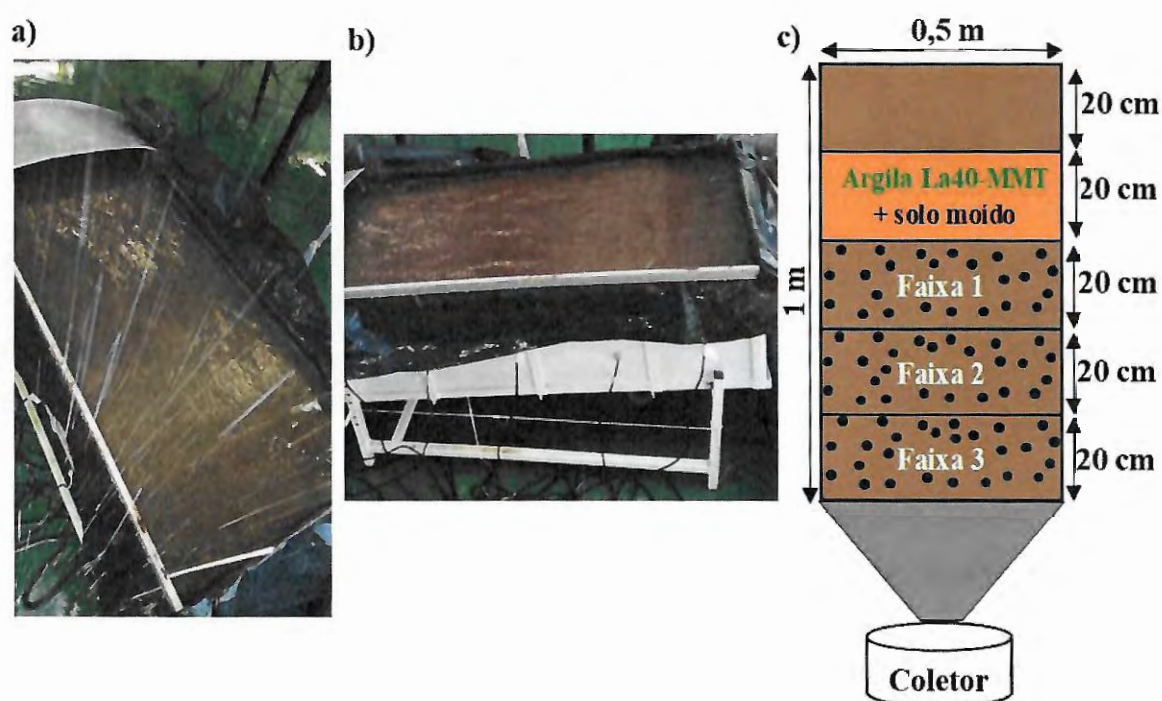 a)
b)
c)
0,5 m
1 m
20 cm
Argila La40-MMT
+ solo moído
20 cm
Faixa 1
20 cm
Faixa 2
20 cm
Faixa 3
20 cm
Coletor